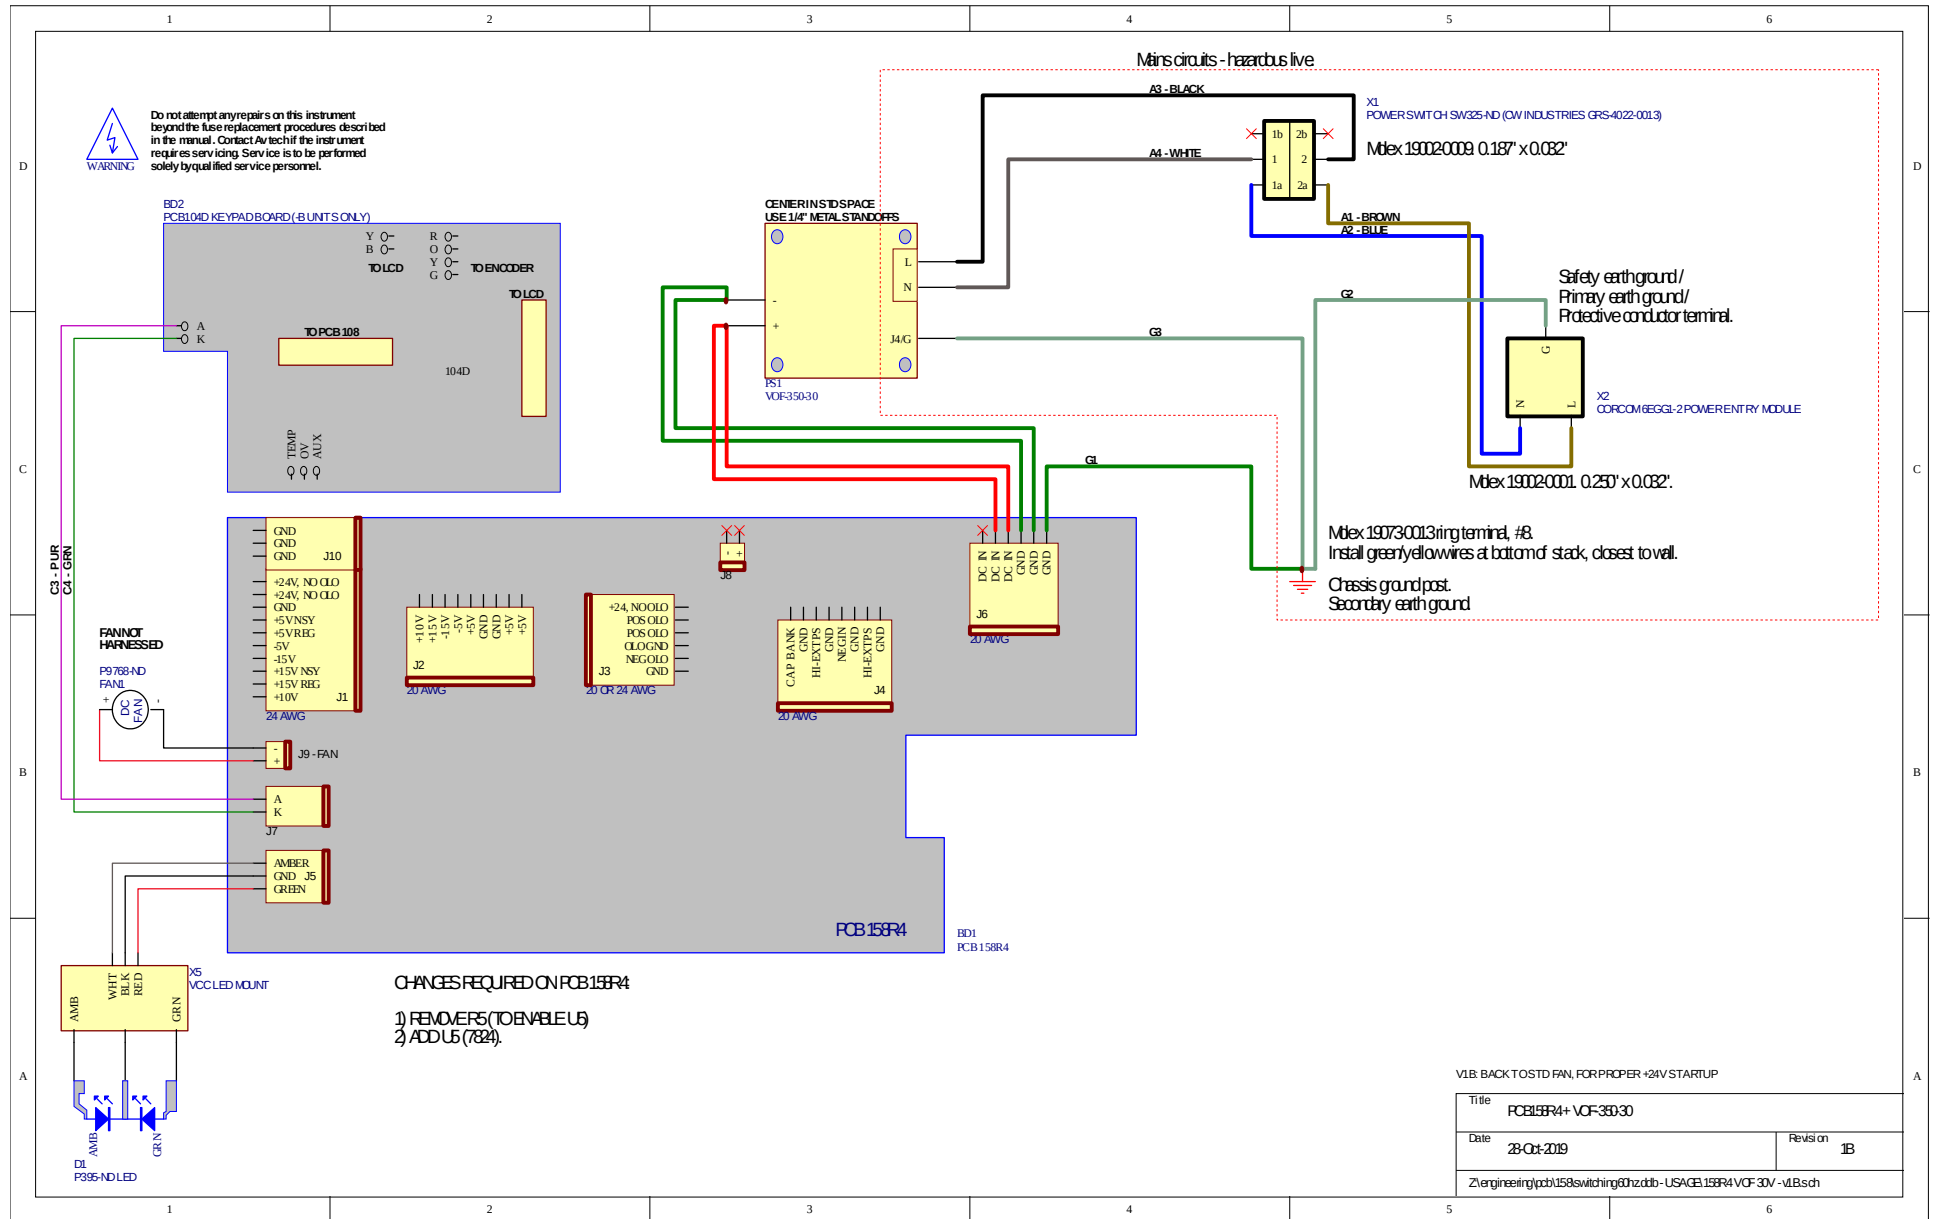 1 2 3 4 5 6
Mains circuits - hazardous live.
A3 - BLACK
X1
POWER SWITCH SW325-ND (CW INDUSTRIES GRS-4022-0013)
Molex 19002-0009. 0.187" x 0.032"
1b 2b
1 2
1a 2a
A4 - WHITE
A1 - BROWN
A2 - BLUE
D
D
Do not attempt any repairs on this instrument
beyond the fuse replacement procedures described
in the manual. Contact Avtech if the instrument
requires servicing. Service is to be performed
solely by qualified service personnel.
WARNING
BD2
PCB104D KEYPAD BOARD (-B UNITS ONLY)
Y
B
TO LCD
R
O
Y
G
TO ENCODER
TO LCD
A
K
TO PCB 108
104D
TEMP
OV
AUX
CENTER IN STD SPACE
USE 1/4" METAL STANDOFFS
L
N
-
+
J4/G
PS1
VOF-350-30
G2
G3
Safety earth ground /
Primary earth ground /
Protective conductor terminal.
G
N
L
X2
CORCOM 6EGG1-2 POWER ENTRY MODULE
Molex 19002-0001. 0.250" x 0.032".
C
C
G1
Molex 19073-0013 ring terminal, #8.
Install green/yellow wires at bottom of stack, closest to wall.
Chassis ground post.
Secondary earth ground.
C3 - PUR
C4 - GRN
GND
GND
GND
J10
+24V, NO OLO
+24V, NO OLO
GND
+5V NSY
+5V REG
-5V
-15V
+15V NSY
+15V REG
+10V
J1
24 AWG
+10V
+15V
-15V
-5V
+5V
GND
GND
+5V
+5V
J2
20 AWG
+24, NO OLO
POS OLO
POS OLO
OLO GND
NEG OLO
GND
J3
20 OR 24 AWG
- +
J8
CAP BANK
GND
HI-EXTPS
GND
NEGIN
GND
HI-EXTPS
GND
J4
20 AWG
DC IN
DC IN
DC IN
GND
GND
GND
J6
20 AWG
FAN NOT
HARNESSED
P9768-ND
FAN1
+ -
DC
FAN
-
+
J9 - FAN
B
B
A
K
J7
AMBER
GND
GREEN
J5
PCB 158R4
BD1
PCB 158R4
X5
VCC LED MOUNT
AMB
WHT
BLK
RED
GRN
AMB
GRN
D1
P395-ND LED
CHANGES REQUIRED ON PCB 158R4:
1) REMOVE R5 (TO ENABLE U5)
2) ADD U5 (7824).
A
A
V1B: BACK TO STD FAN, FOR PROPER +24V STARTUP
Title
PCB158R4 + VOF-350-30
Date
28-Oct-2019
Revision
1B
Z:\engineering\pcb\158\switching60hz.ddb - USAGE\158R4 VOF 30V - v1B.sch
1 2 3 4 5 6